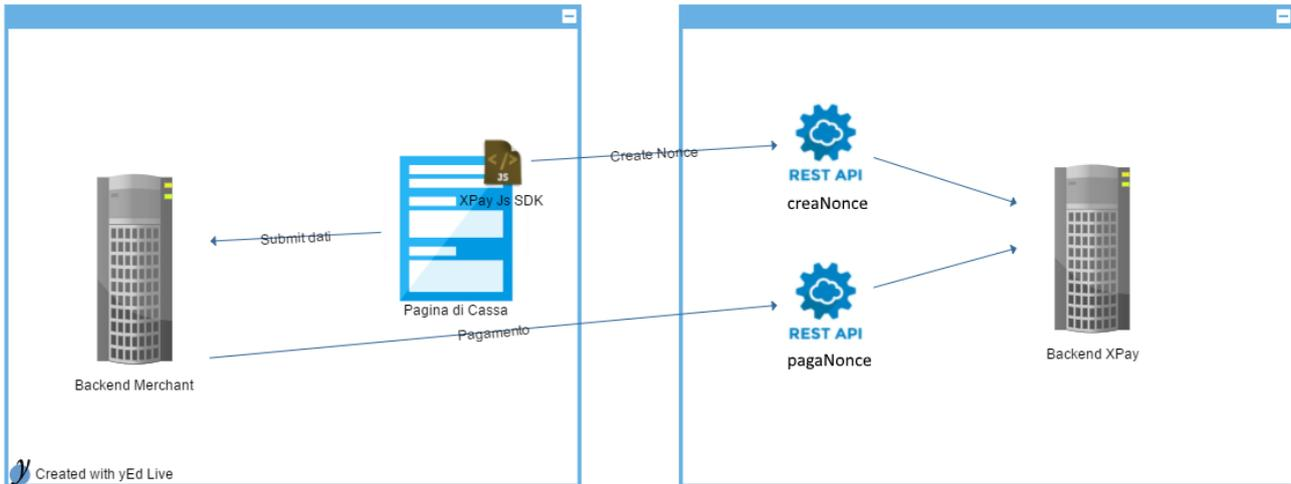 Create Nonce
REST API
creaNonce
</>
JS
XPay Js SDK
Submit dati
Pagina di Cassa
Pagamento
REST API
pagaNonce
Backend Merchant
Backend XPay
y
Created with yEd Live